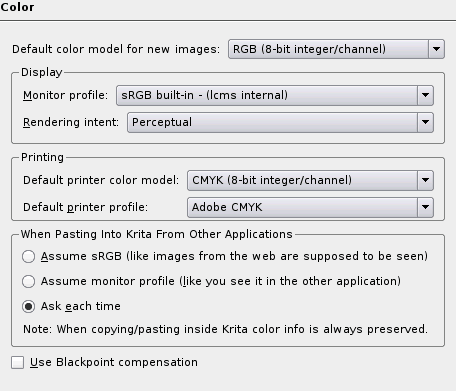 Color
Default color model for new images: RGB (8-bit integer/channel)
Display
Monitor profile: sRGB built-in - (lcms internal)
Rendering intent: Perceptual
Printing
Default printer color model: CMYK (8-bit integer/channel)
Default printer profile: Adobe CMYK
When Pasting Into Krita From Other Applications
Assume sRGB (like images from the web are supposed to be seen)
Assume monitor profile (like you see it in the other application)
Ask each time
Note: When copying/pasting inside Krita color info is always preserved.
Use Blackpoint compensation